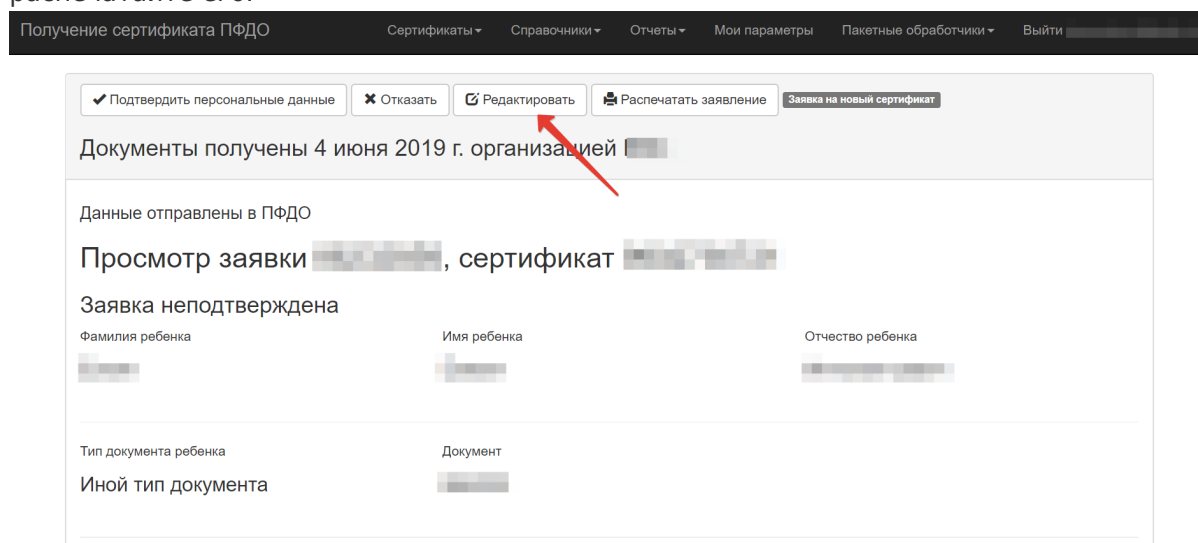 распечатайте его.
Получение сертификата ПФДО Сертификаты Справочники Отчеты Мои параметры Пакетные обработчики Выйти
Подтвердить персональные данные Отказать Редактировать Распечатать заявление Заявка на новый сертификат
Документы получены 4 июня 2019 г. организацией
Данные отправлены в ПФДО
Просмотр заявки , сертификат
Заявка неподтверждена
Фамилия ребенка Имя ребенка Отчество ребенка
Тип документа ребенка Документ
Иной тип документа